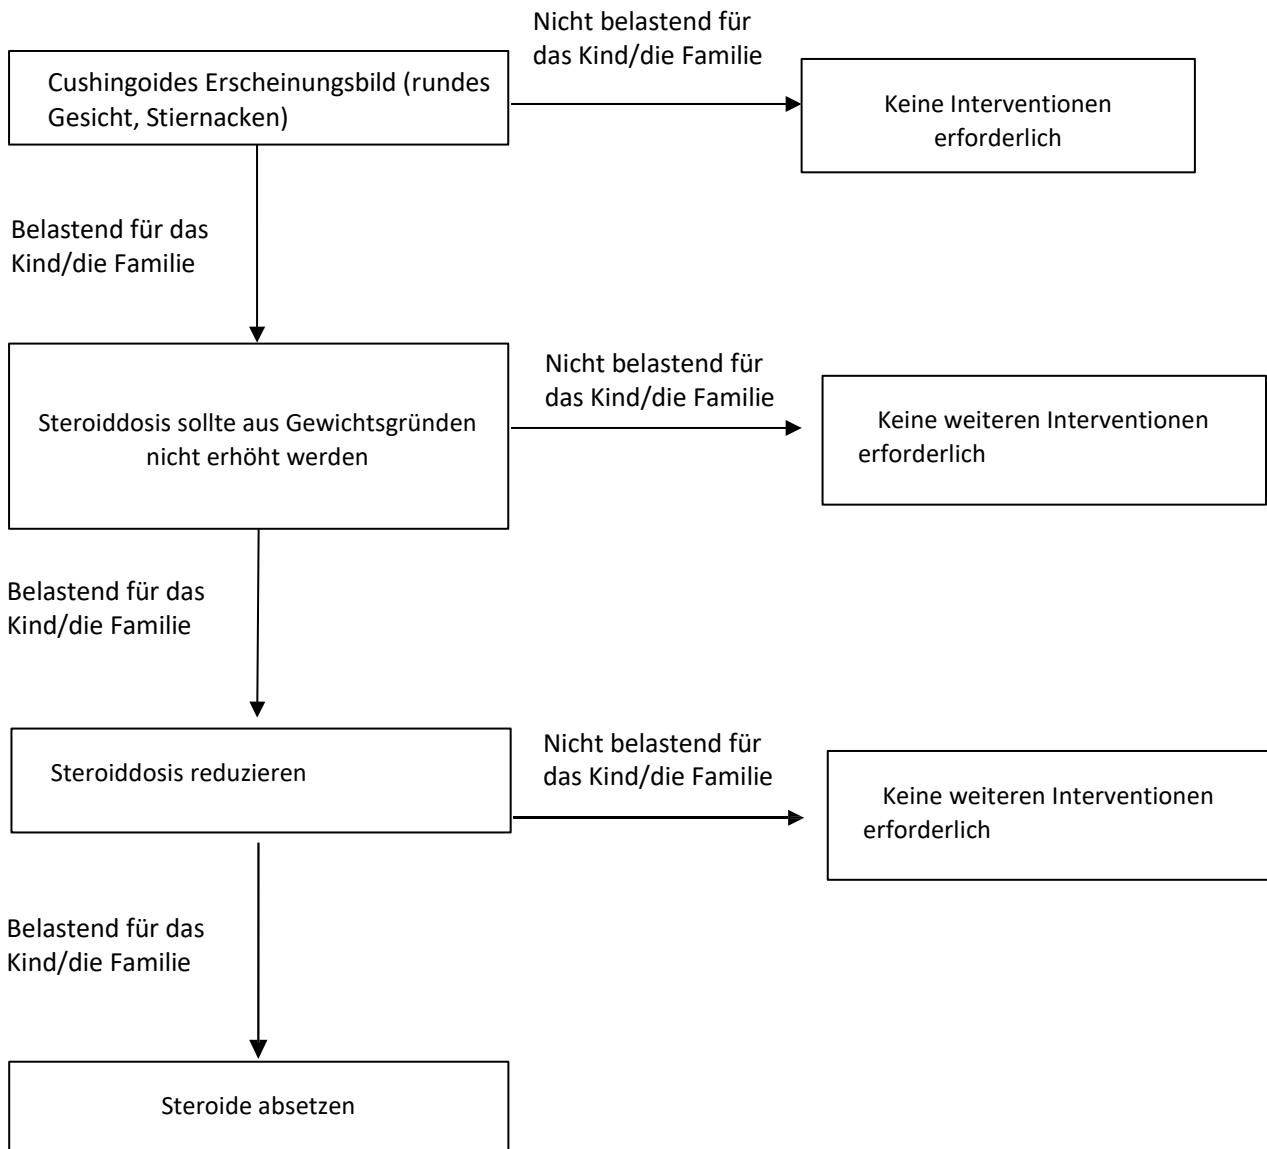 Nicht belastend für
das Kind/die Familie
Cushingoides Erscheinungsbild (rundes
Gesicht, Stiernacken)
Keine Interventionen
erforderlich
Belastend für das
Kind/die Familie
Nicht belastend für
das Kind/die Familie
Steroiddosis sollte aus Gewichtsgründen
nicht erhöht werden
Keine weiteren Interventionen
erforderlich
Belastend für das
Kind/die Familie
Nicht belastend für
das Kind/die Familie
Steroiddosis reduzieren
Keine weiteren Interventionen
erforderlich
Belastend für das
Kind/die Familie
Steroide absetzen